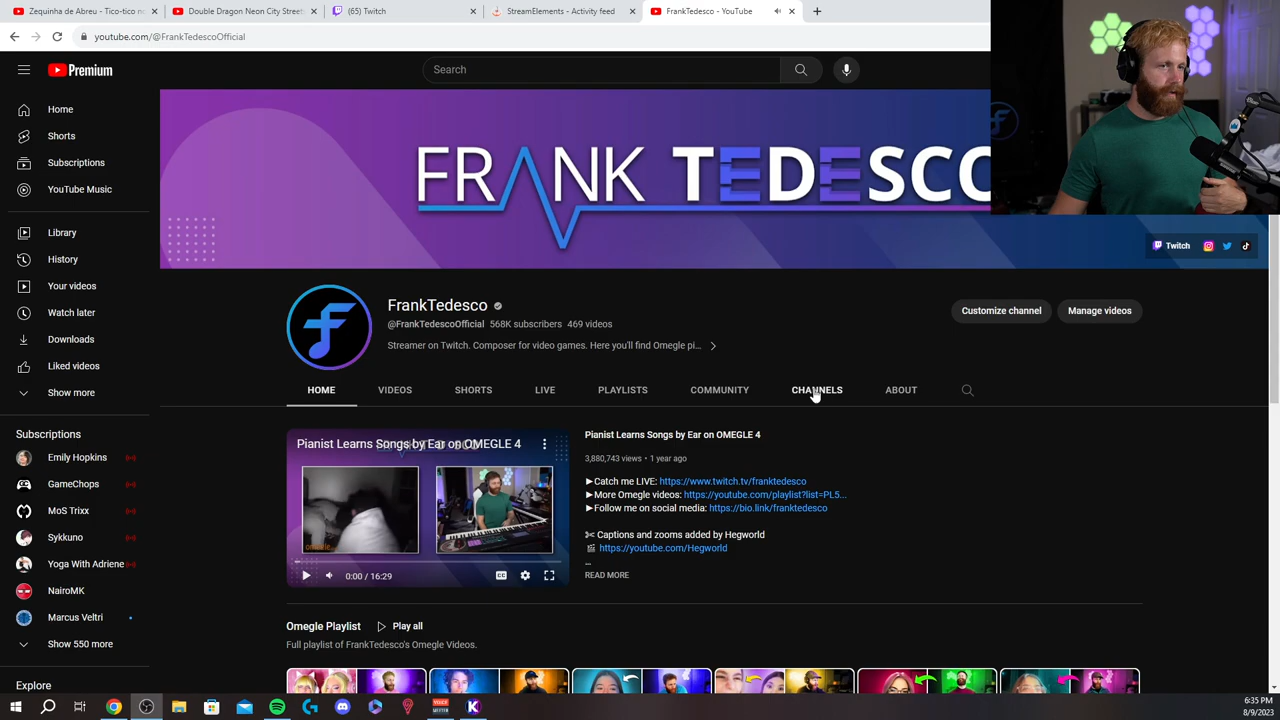 Zequinha de Abreu - Tico-tico n
Double Dragon Neon City Street
(65) Twitch
StreamElements - Activity feed
FrankTedesco - YouTube
youtube.com/@FrankTedescoOfficial
Premium
Search
Home
Shorts
Subscriptions
YouTube Music
Library
History
Your videos
Watch later
Downloads
Liked videos
Show more
Subscriptions
Emily Hopkins
GameChops
MoS Trixx
Sykkuno
Yoga With Adriene
NairoMK
Marcus Veltri
Show 550 more
Explore
FRANK TEDESCO
Twitch
FrankTedesco
@FrankTedescoOfficial 568K subscribers 469 videos
Streamer on Twitch. Composer for video games. Here you'll find Omegle pi...
Customize channel
Manage videos
HOME VIDEOS SHORTS LIVE PLAYLISTS COMMUNITY CHANNELS ABOUT
Pianist Learns Songs by Ear on OMEGLE 4
omegle
0:00 / 16:29
CC
Pianist Learns Songs by Ear on OMEGLE 4
3,880,743 views • 1 year ago
►Catch me LIVE: https://www.twitch.tv/franktedesco
►More Omegle videos: https://youtube.com/playlist?list=PL5...
►Follow me on social media: https://bio.link/franktedesco
✂ Captions and zooms added by Hegworld
🎬 https://youtube.com/Hegworld
...
READ MORE
Omegle Playlist
Play all
Full playlist of FrankTedesco's Omegle Videos.
6:35 PM
8/9/2023